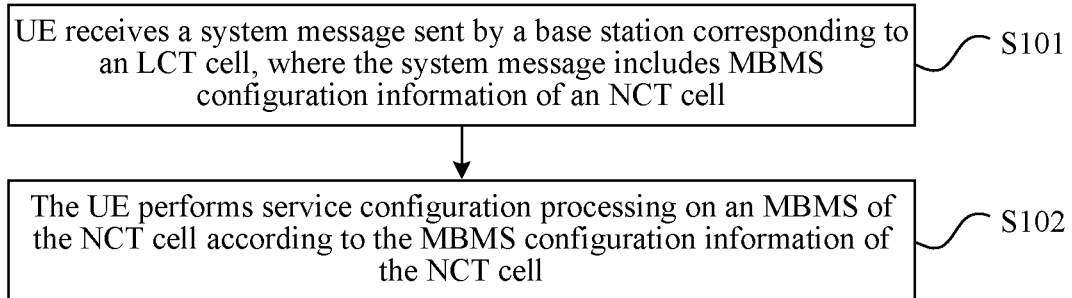 UE receives a system message sent by a base station corresponding to
an LCT cell, where the system message includes MBMS
configuration information of an NCT cell
S101
The UE performs service configuration processing on an MBMS of
the NCT cell according to the MBMS configuration information of
the NCT cell
S102